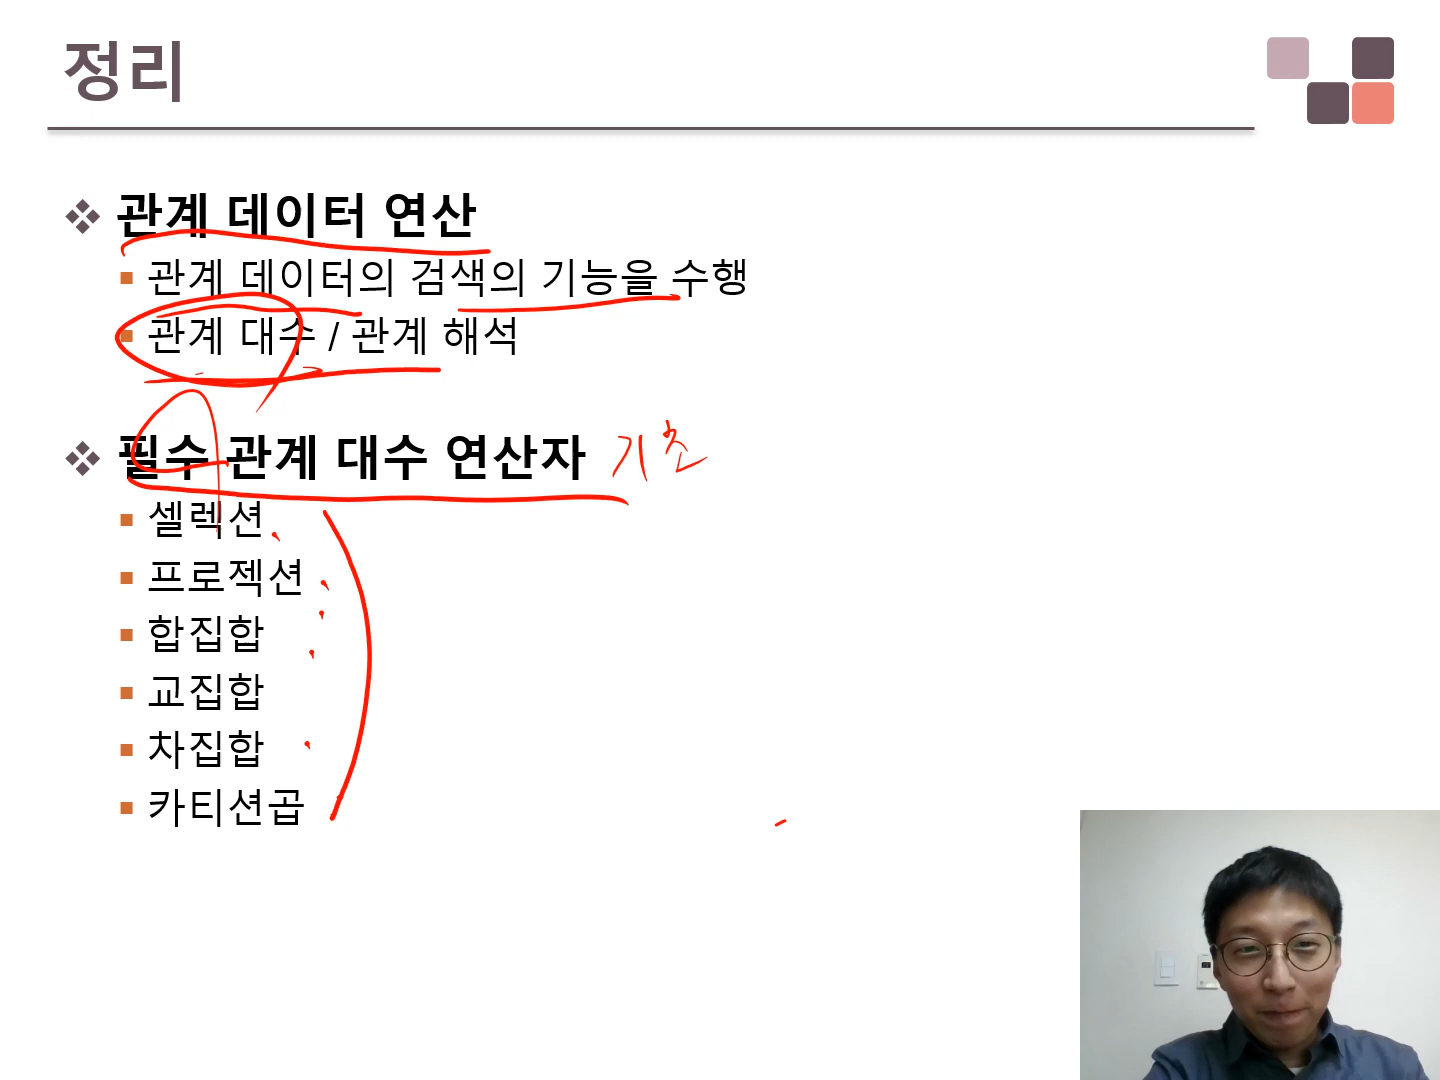 정리
관계 데이터 연산
관계 데이터의 검색의 기능을 수행
관계 대수 / 관계 해석
필수 관계 대수 연산자 기초
셀렉션
프로젝션
합집합
교집합
차집합
카티션곱